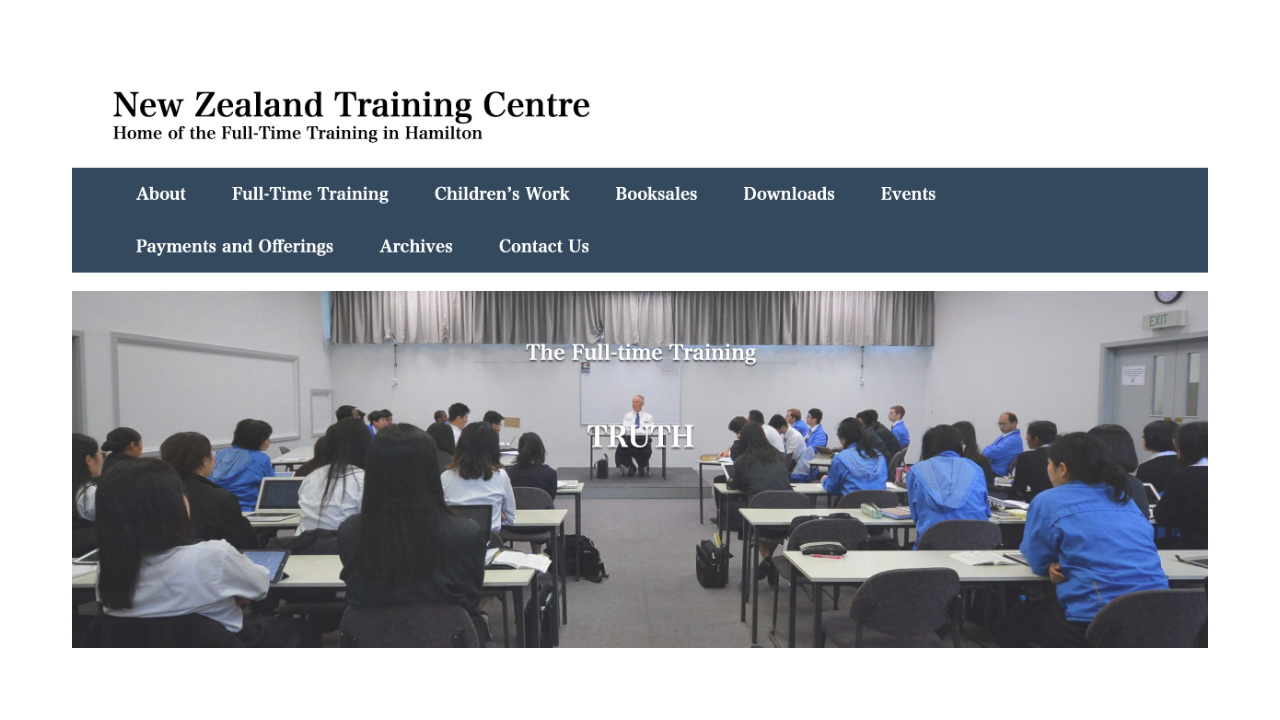 New Zealand Training Centre
Home of the Full-Time Training in Hamilton
About Full-Time Training Children's Work Booksales Downloads Events
Payments and Offerings Archives Contact Us
EXIT
The Full-time Training
TRUTH